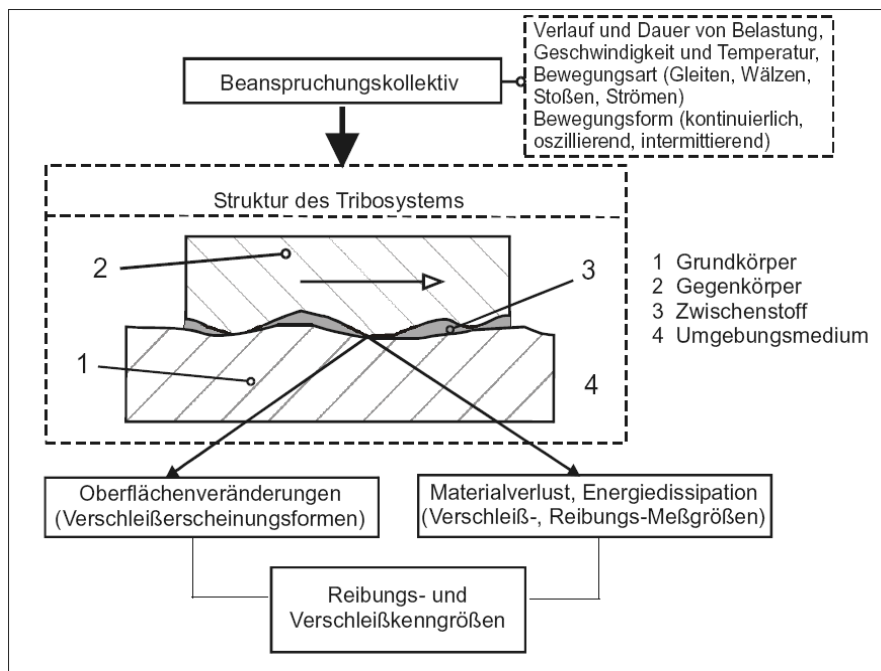 Verlauf und Dauer von Belastung,
Geschwindigkeit und Temperatur,
Bewegungsart (Gleiten, Wälzen,
Stoßen, Strömen)
Bewegungsform (kontinuierlich,
oszillierend, intermittierend)
Beanspruchungskollektiv
Struktur des Tribosystems
2
3
1
4
1 Grundkörper
2 Gegenkörper
3 Zwischenstoff
4 Umgebungsmedium
Oberflächenveränderungen
(Verschleißerscheinungsformen)
Materialverlust, Energiedissipation
(Verschleiß-, Reibungs-Meßgrößen)
Reibungs- und
Verschleißkenngrößen